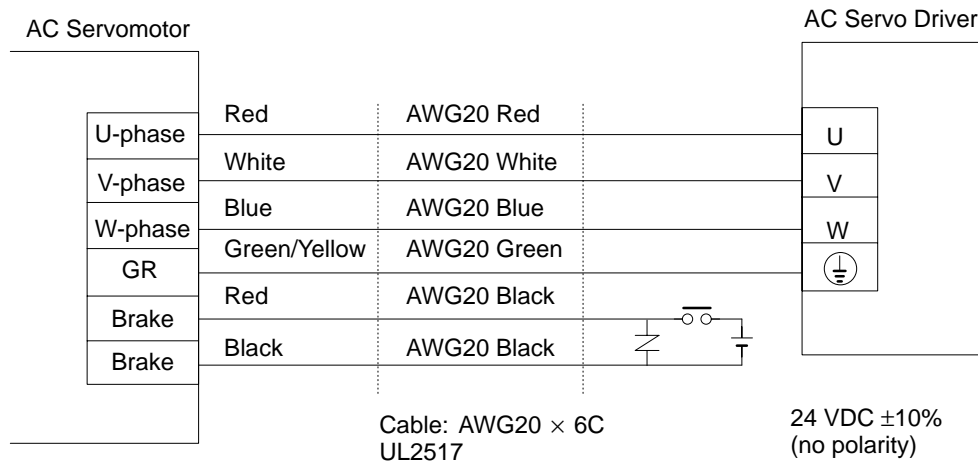 AC Servomotor
AC Servo Driver
U-phase
Red
AWG20 Red
U
V-phase
White
AWG20 White
V
W-phase
Blue
AWG20 Blue
W
GR
Green/Yellow
AWG20 Green
Brake
Red
AWG20 Black
Brake
Black
AWG20 Black
Cable: AWG20 × 6C
UL2517
24 VDC ±10%
(no polarity)